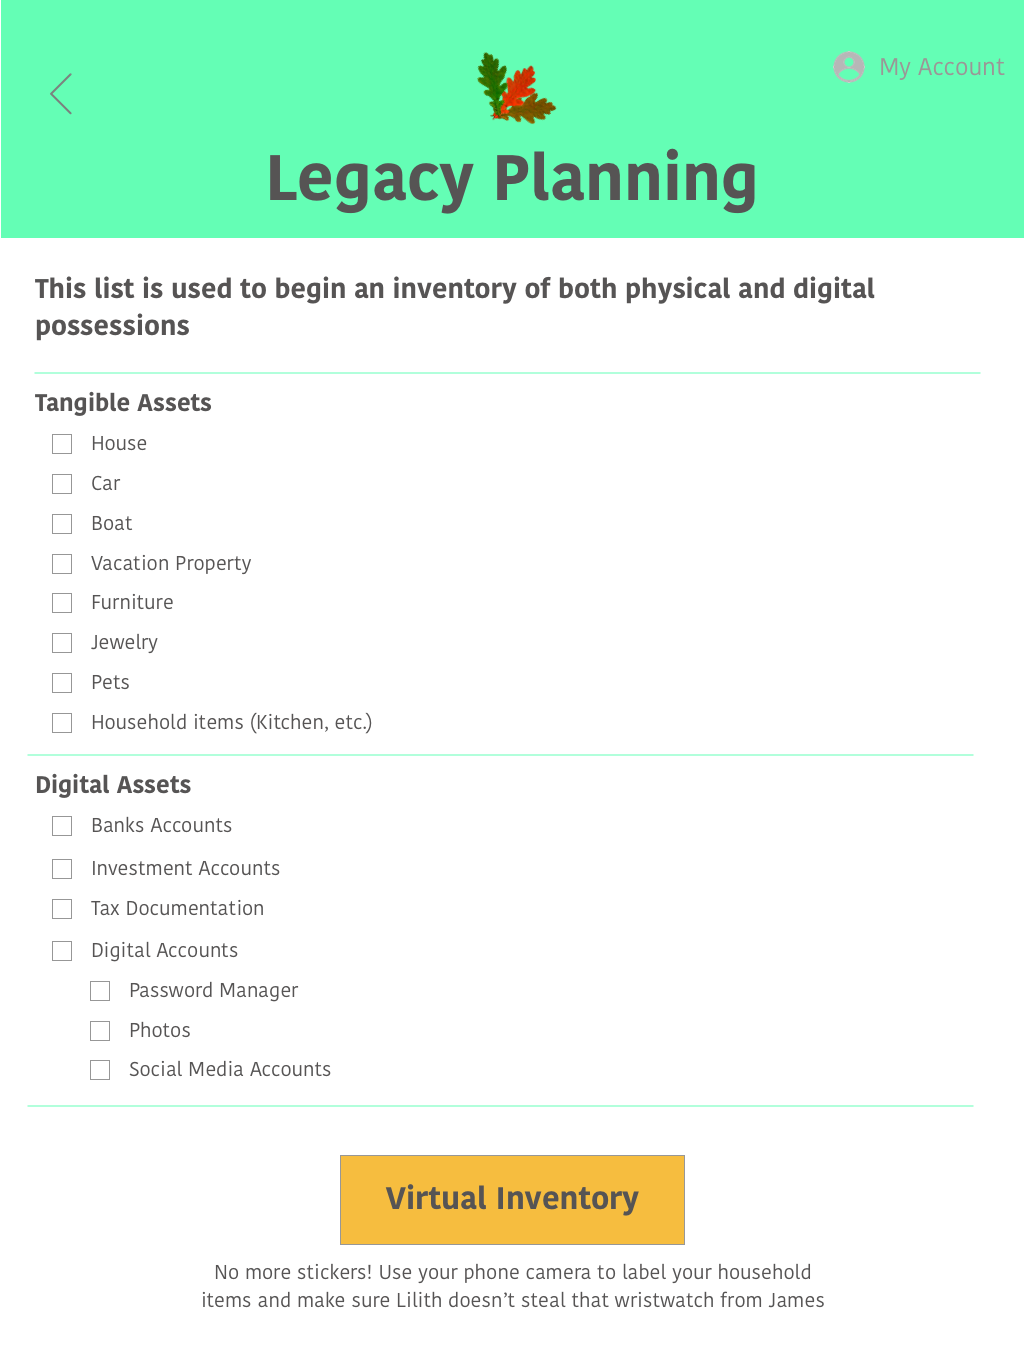 My Account
Legacy Planning
This list is used to begin an inventory of both physical and digital
possessions
Tangible Assets
House
Car
Boat
Vacation Property
Furniture
Jewelry
Pets
Household items (Kitchen, etc.)
Digital Assets
Banks Accounts
Investment Accounts
Tax Documentation
Digital Accounts
Password Manager
Photos
Social Media Accounts
Virtual Inventory
No more stickers! Use your phone camera to label your household
items and make sure Lilith doesn’t steal that wristwatch from James